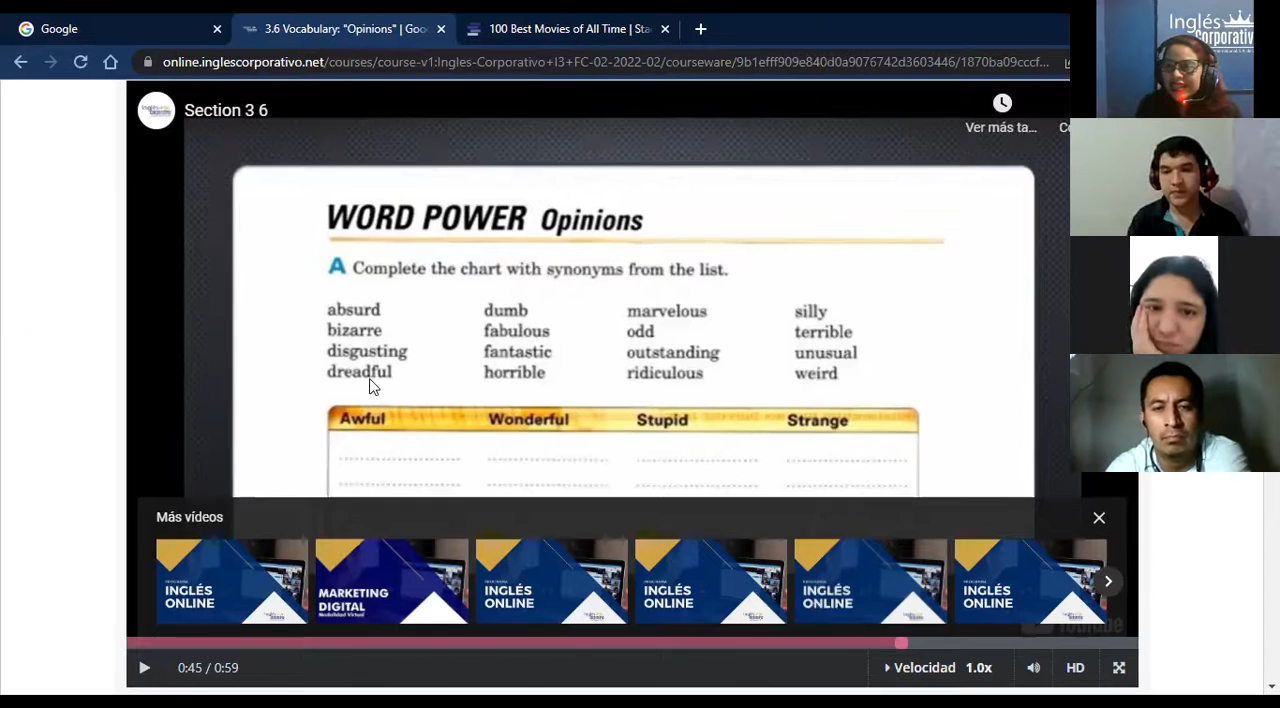 Google
3.6 Vocabulary: "Opinions" | Goo
100 Best Movies of All Time | Sta
online.inglescorporativo.net/courses/course-v1:Ingles-Corporativo+I3+FC-02-2022-02/courseware/9b1efff909e840d0a9076742d3603446/1870ba09cccf...
Inglés
Corporativo
Section 3 6
Ver más ta...
WORD POWER Opinions
A Complete the chart with synonyms from the list.
absurd dumb marvelous silly
bizarre fabulous odd terrible
disgusting fantastic outstanding unusual
dreadful horrible ridiculous weird
Awful Wonderful Stupid Strange
Más vídeos
INGLÉS
ONLINE
MARKETING
DIGITAL
Modalidad Virtual
INGLÉS
ONLINE
INGLÉS
ONLINE
INGLÉS
ONLINE
INGLÉS
ONLINE
0:45 / 0:59
Velocidad 1.0x
HD